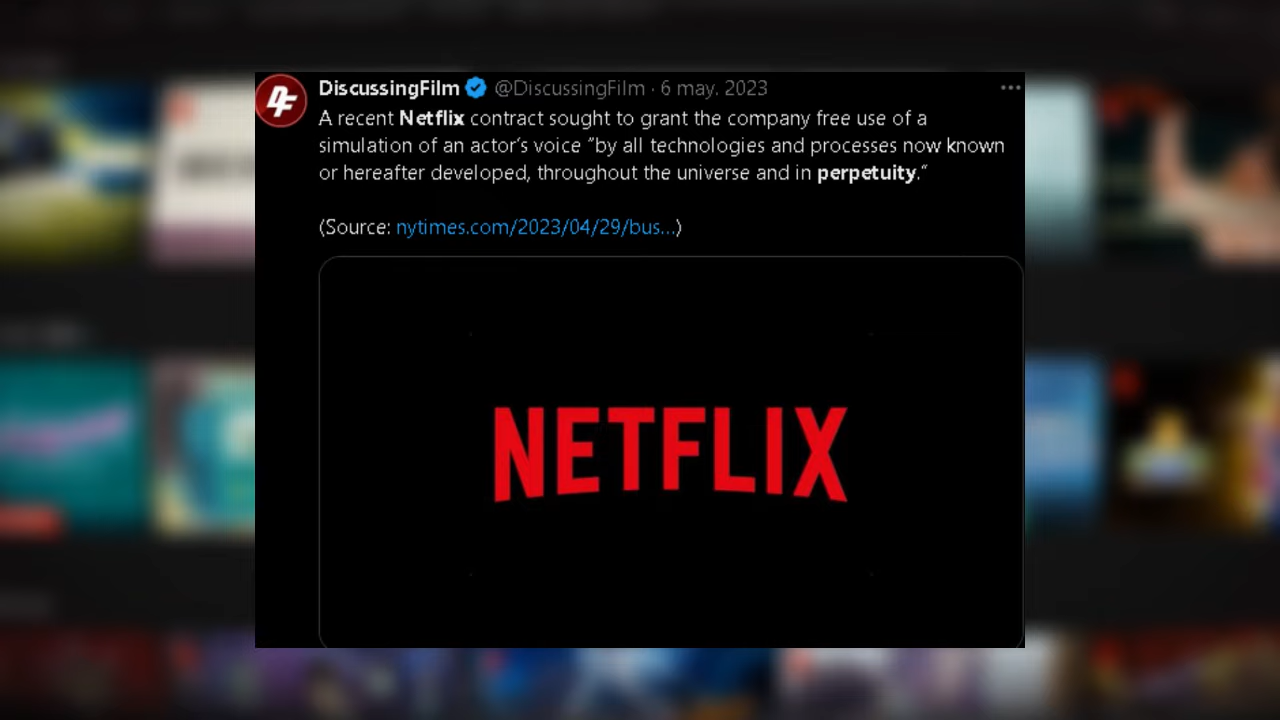 DiscussingFilm @DiscussingFilm · 6 may. 2023
A recent Netflix contract sought to grant the company free use of a
simulation of an actor's voice "by all technologies and processes now known
or hereafter developed, throughout the universe and in perpetuity."
(Source: nytimes.com/2023/04/29/bus...)
NETFLIX